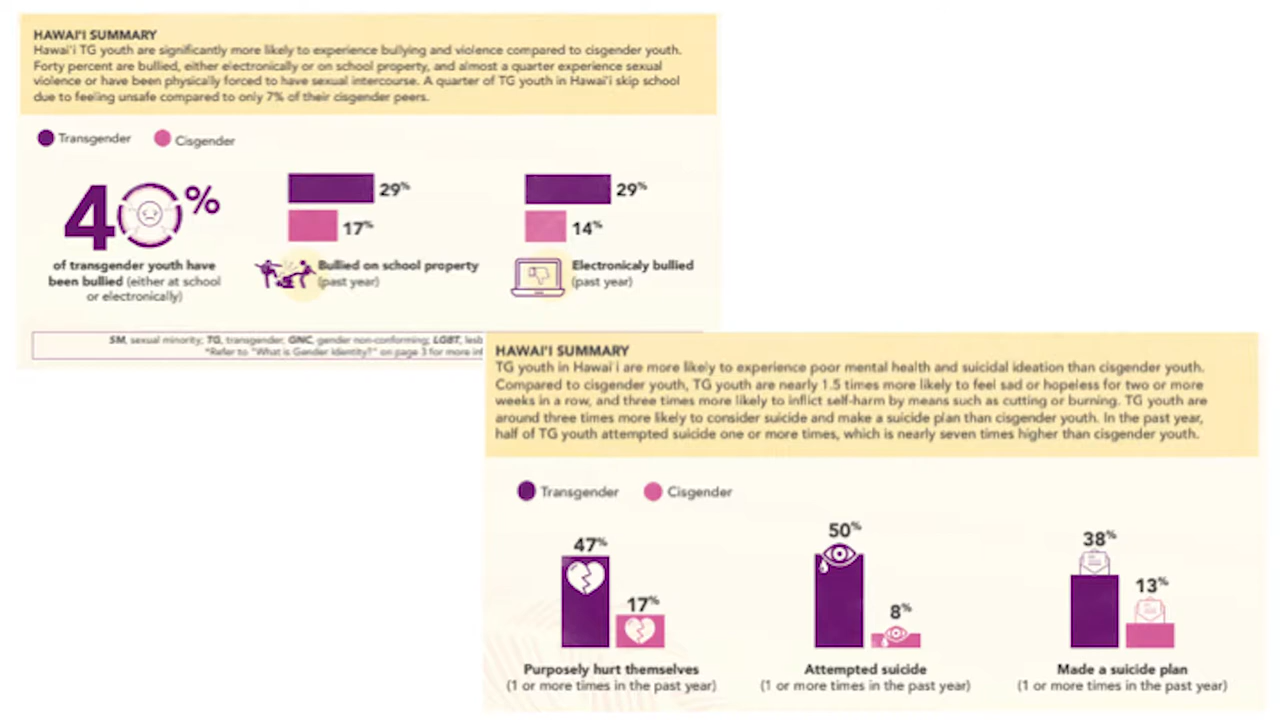 HAWAI'I SUMMARY
Hawai'i TG youth are significantly more likely to experience bullying and violence compared to cisgender youth.
Forty percent are bullied, either electronically or on school property, and almost a quarter experience sexual
violence or have been physically forced to have sexual intercourse. A quarter of TG youth in Hawai'i skip school
due to feeling unsafe compared to only 7% of their cisgender peers.
Transgender Cisgender
40%
of transgender youth have
been bullied (either at school
or electronically)
29%
17%
Bullied on school property
(past year)
29%
14%
Electronicaly bullied
(past year)
SM, sexual minority; TG, transgender; GNC, gender non-conforming; LGBT, lesb
*Refer to "What is Gender Identity?" on page 3 for more inf
HAWAI'I SUMMARY
TG youth in Hawai'i are more likely to experience poor mental health and suicidal ideation than cisgender youth.
Compared to cisgender youth, TG youth are nearly 1.5 times more likely to feel sad or hopeless for two or more
weeks in a row, and three times more likely to inflict self-harm by means such as cutting or burning. TG youth are
around three times more likely to consider suicide and make a suicide plan than cisgender youth. In the past year,
half of TG youth attempted suicide one or more times, which is nearly seven times higher than cisgender youth.
Transgender Cisgender
47%
17%
Purposely hurt themselves
(1 or more times in the past year)
50%
8%
Attempted suicide
(1 or more times in the past year)
38%
13%
Made a suicide plan
(1 or more times in the past year)